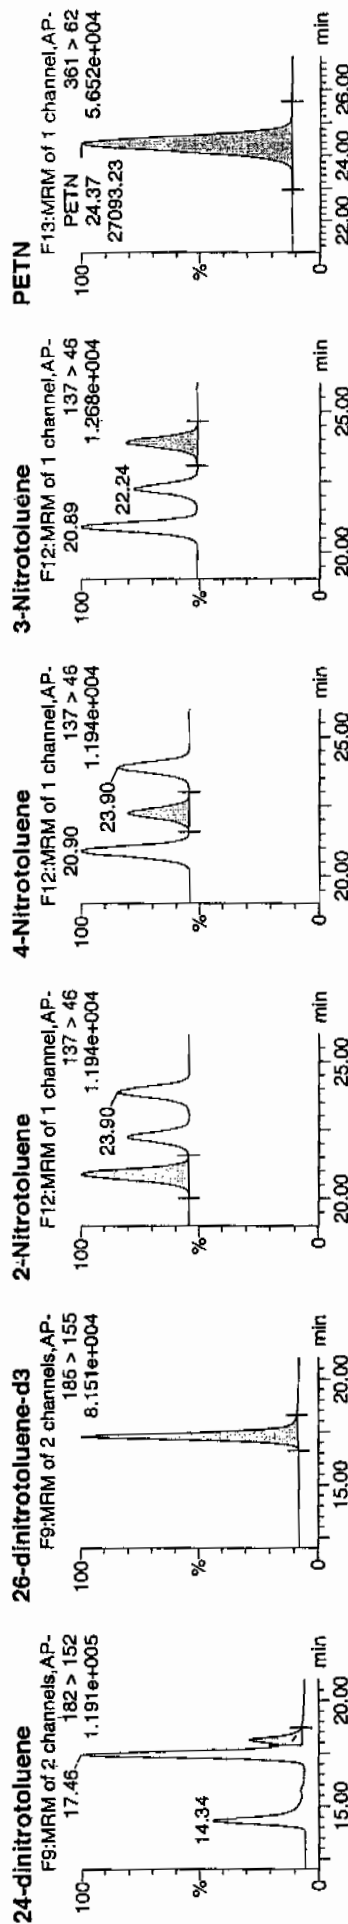 24-dinitrotoluene
F9:MRM of 2 channels,AP-
182 > 152
1.191e+005
17.46
14.34
100
%
0
15.00 20.00 min
26-dinitrotoluene-d3
F9:MRM of 2 channels,AP-
185 > 155
8.151e+004
100
%
0
15.00 20.00 min
2-Nitrotoluene
F12:MRM of 1 channel,AP-
137 > 46
1.194e+004
23.90
100
%
0
20.00 25.00 min
4-Nitrotoluene
F12:MRM of 1 channel,AP-
20.90 137 > 46
1.194e+004
23.90
100
%
0
20.00 25.00 min
3-Nitrotoluene
F12:MRM of 1 channel,AP-
20.89 137 > 46
1.268e+004
22.24
100
%
0
20.00 25.00 min
PETN
F13:MRM of 1 channel,AP-
PETN 361 > 62
24.37 5.652e+004
27093.23
100
%
0
22.00 24.00 26.00 min